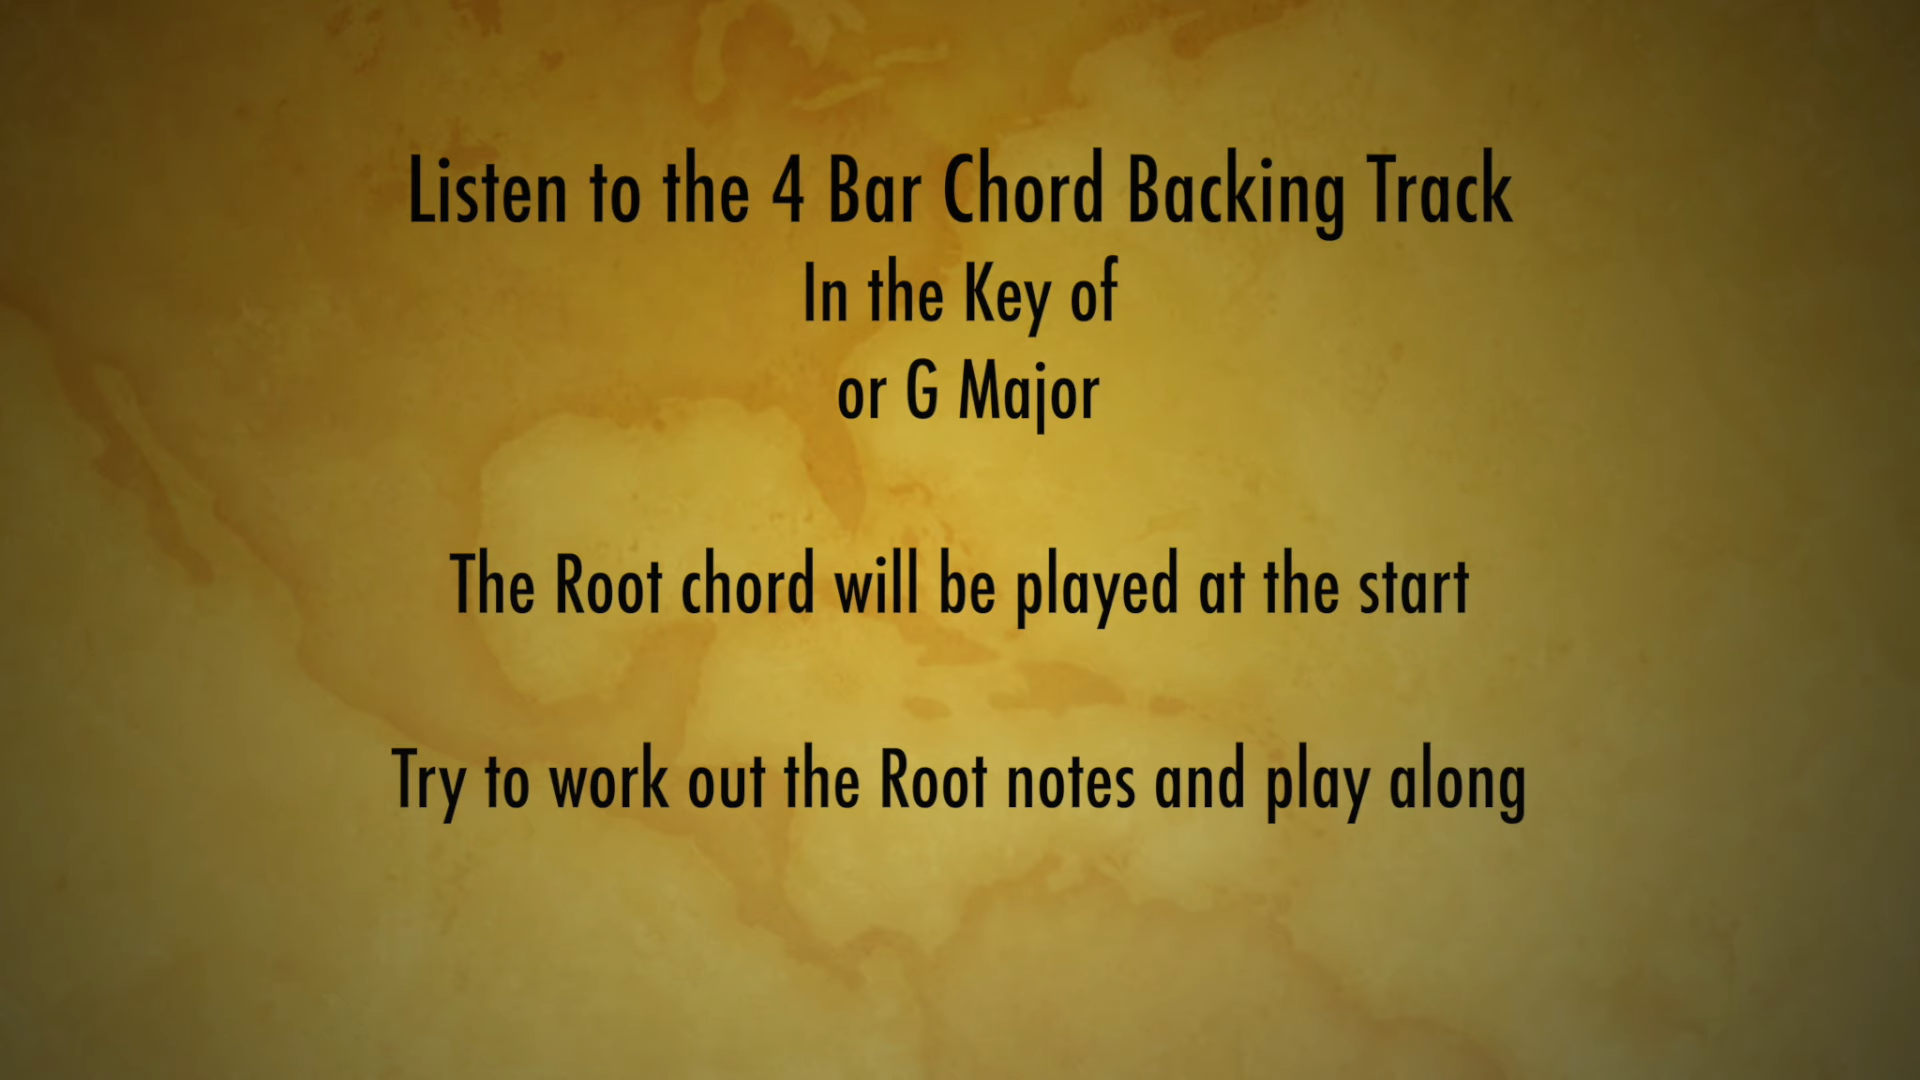 Listen to the 4 Bar Chord Backing Track
In the Key of
or G Major
The Root chord will be played at the start
Try to work out the Root notes and play along